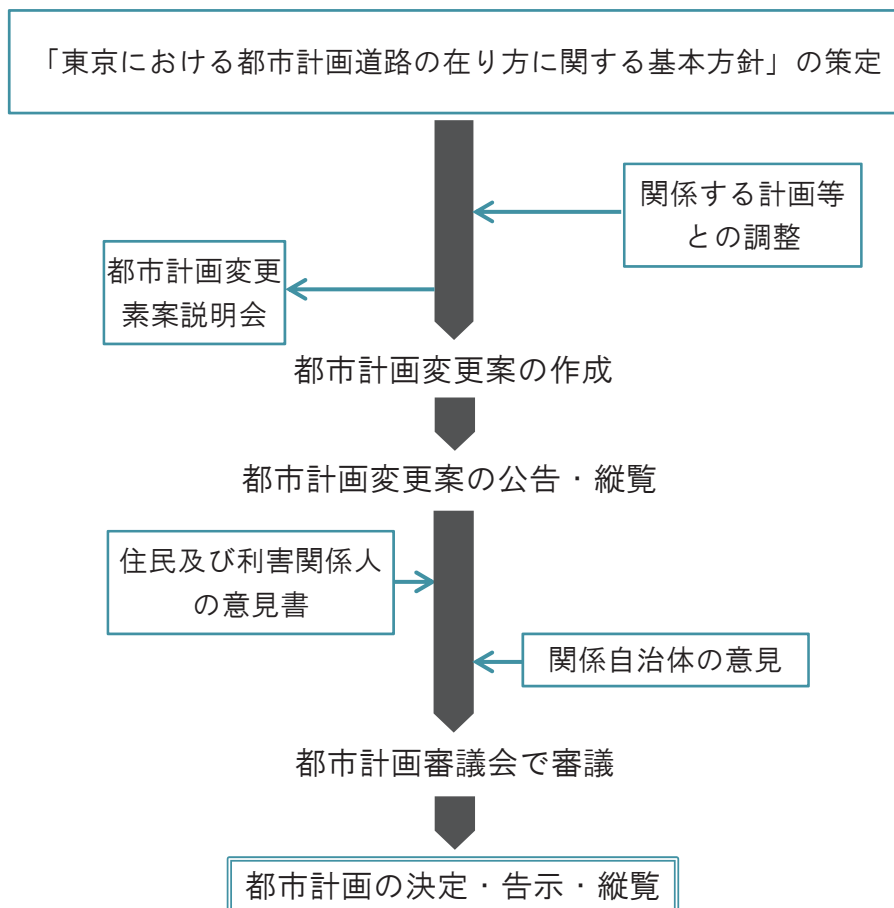 「東京における都市計画道路の在り方に関する基本方針」の策定
関係する計画等
との調整
都市計画変更
素案説明会
都市計画変更案の作成
都市計画変更案の公告・縦覧
住民及び利害関係人
の意見書
関係自治体の意見
都市計画審議会で審議
都市計画の決定・告示・縦覧